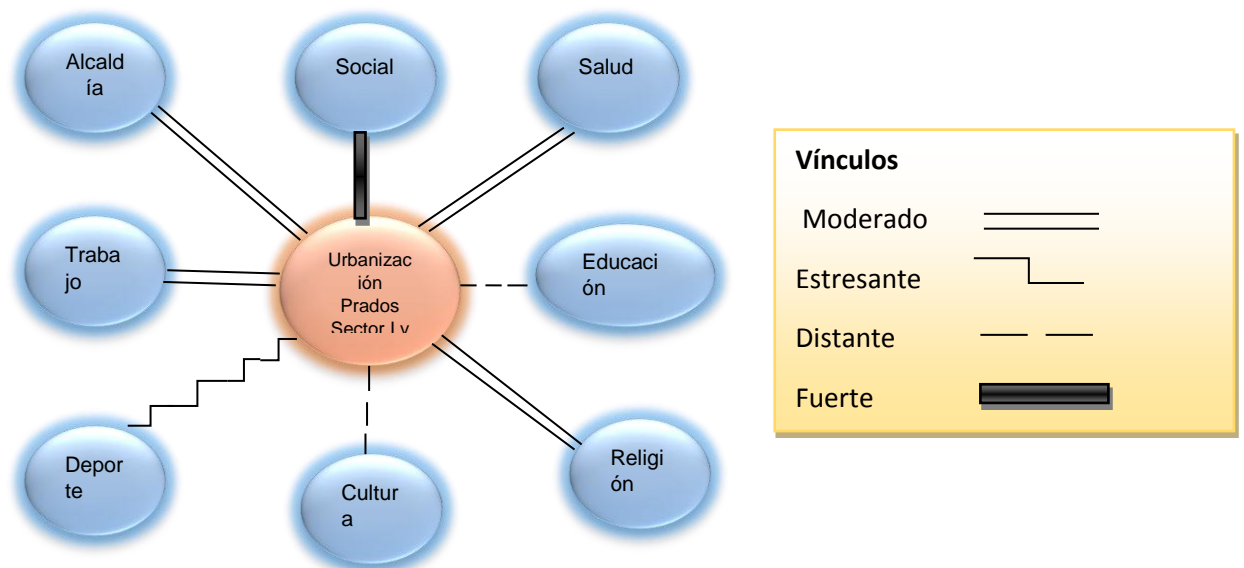 Alcald
ía
Social
Salud
Traba
jo
Urbanizac
ión
Prados
Sector I y
Educaci
ón
Depor
te
Cultur
a
Religi
ón
Vínculos
Moderado
Estresante
Distante
Fuerte